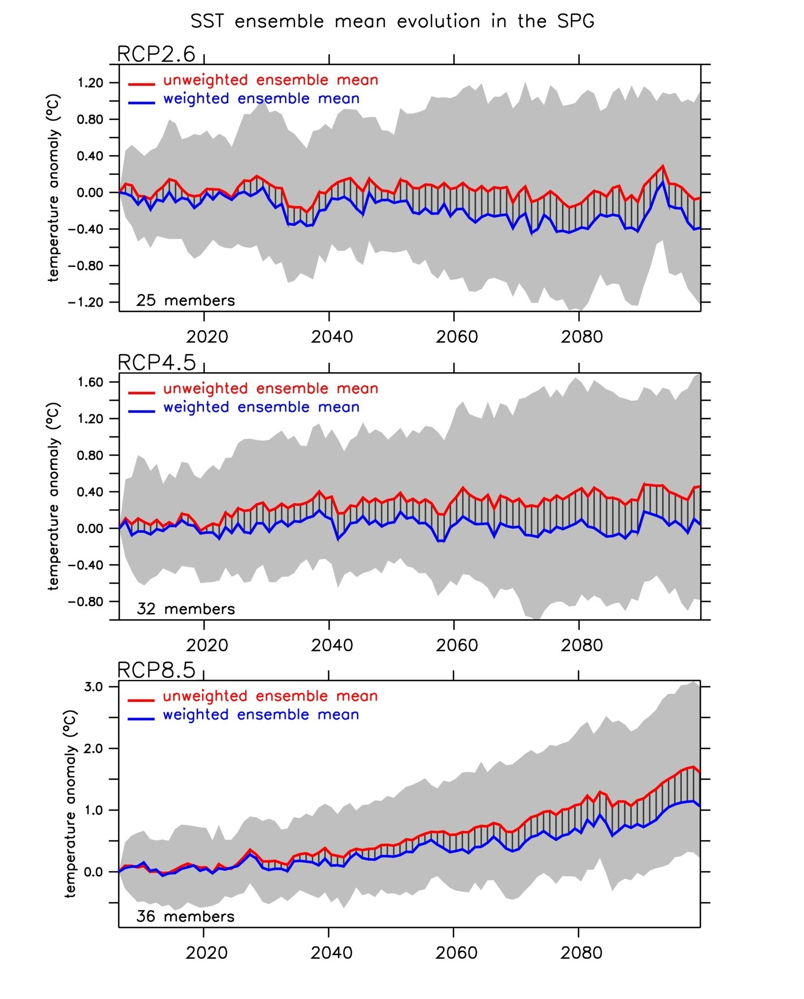 SST ensemble mean evolution in the SPG
RCP2.6
unweighted ensemble mean
weighted ensemble mean
1.20
0.80
0.40
0.00
−0.40
−0.80
−1.20
temperature anomaly (°C)
25 members
2020 2040 2060 2080
RCP4.5
unweighted ensemble mean
weighted ensemble mean
1.60
1.20
0.80
0.40
0.00
−0.40
−0.80
temperature anomaly (°C)
32 members
2020 2040 2060 2080
RCP8.5
unweighted ensemble mean
weighted ensemble mean
3.0
2.0
1.0
0.0
temperature anomaly (°C)
36 members
2020 2040 2060 2080